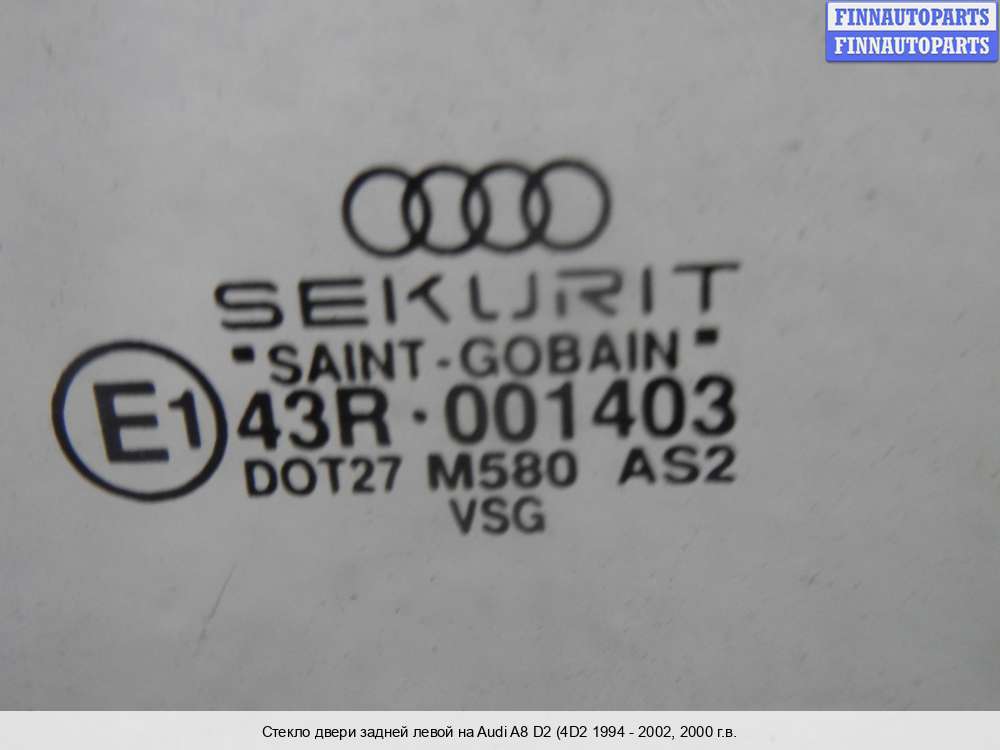 FINNAUTOPARTS
FINNAUTOPARTS
SEKURIT
"SAINT-GOBAIN"
E1 43R·001403
DOT27 M580 AS2
VSG
Стекло двери задней левой на Audi A8 D2 (4D2 1994 - 2002, 2000 г.в.